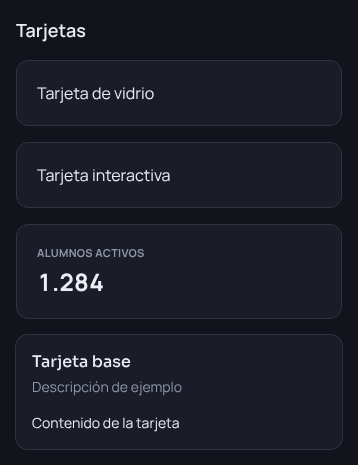 Tarjetas
Tarjeta de vidrio
Tarjeta interactiva
ALUMNOS ACTIVOS
1.284
Tarjeta base
Descripción de ejemplo
Contenido de la tarjeta